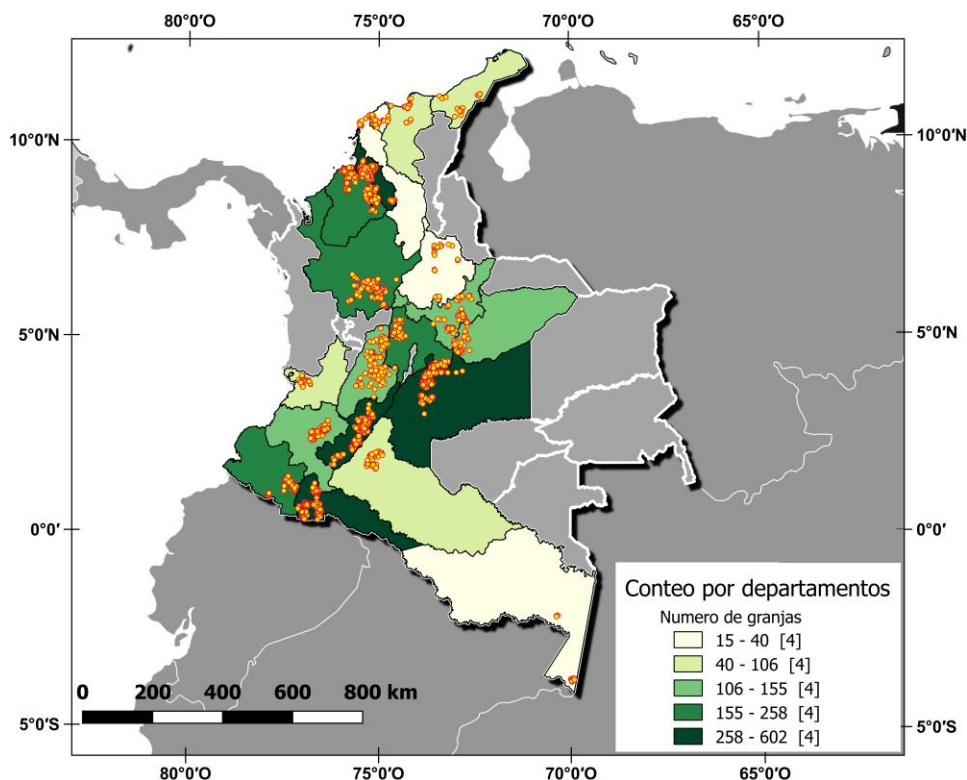 80°0′O 75°0′O 70°0′O 65°0′O
10°0′N 10°0′N
5°0′N 5°0′N
0°0′ 0°0′
5°0′S 5°0′S
Conteo por departamentos
Numero de granjas
15 - 40 [4]
40 - 106 [4]
106 - 155 [4]
155 - 258 [4]
258 - 602 [4]
0 200 400 600 800 km
80°0′O 75°0′O 70°0′O 65°0′O